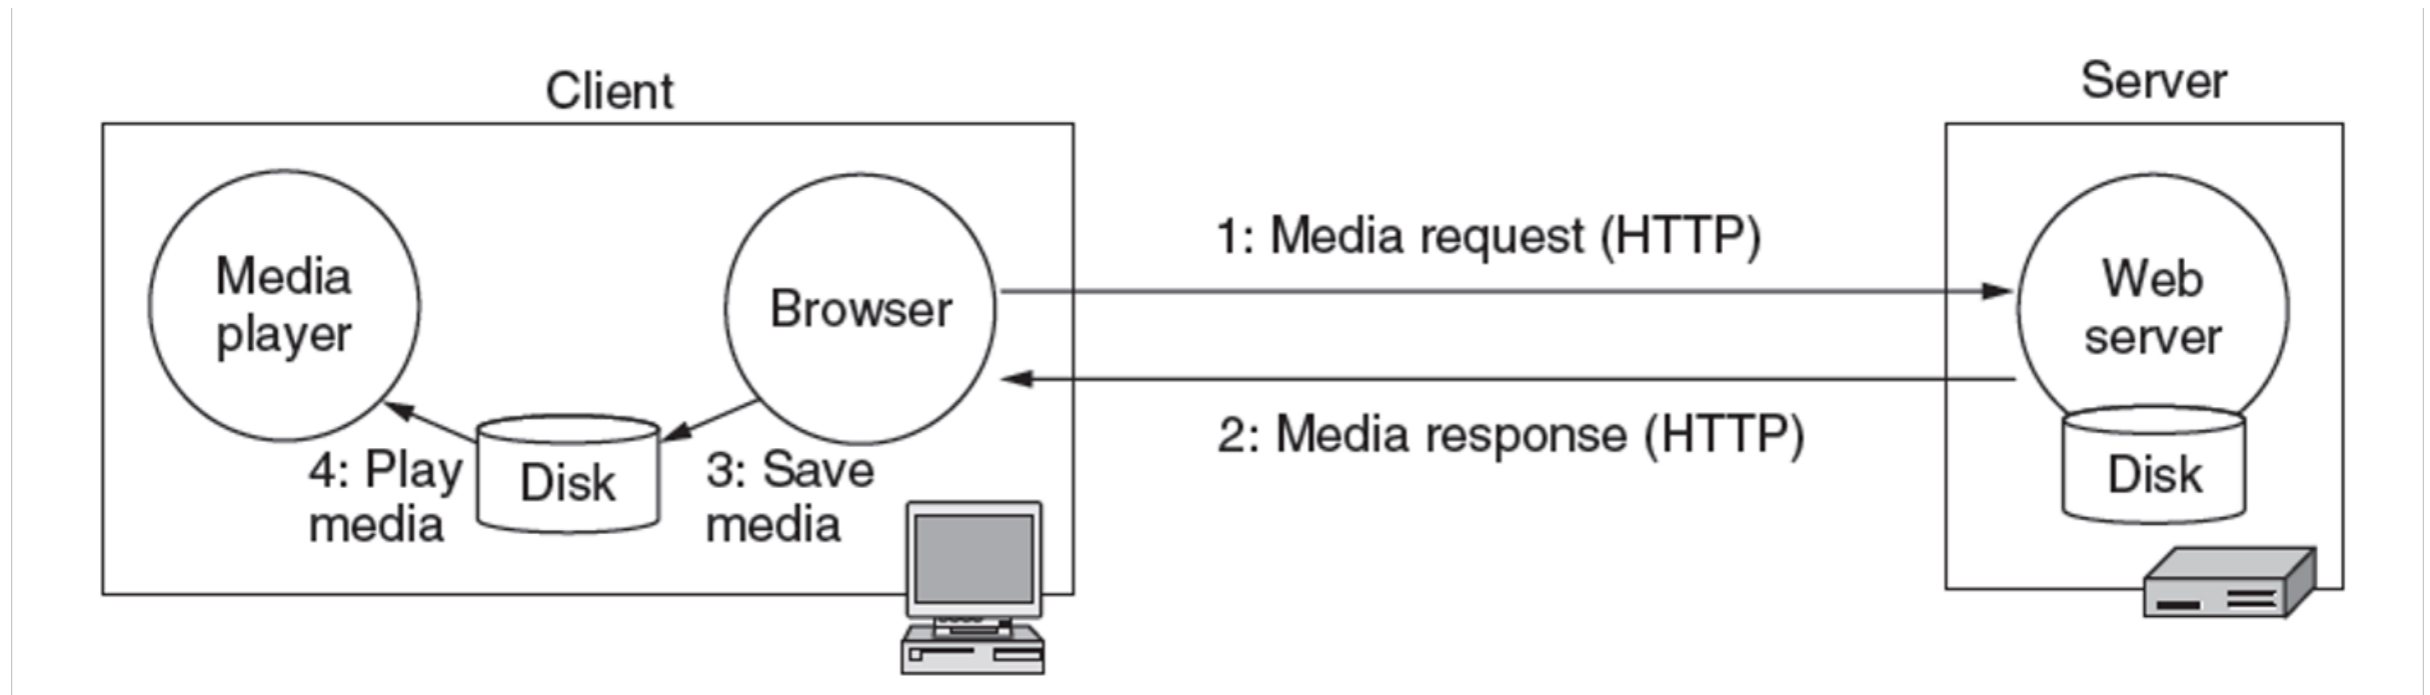 Client
Server
Media
player
Browser
1: Media request (HTTP)
Web
server
2: Media response (HTTP)
4: Play
media
Disk
3: Save
media
Disk